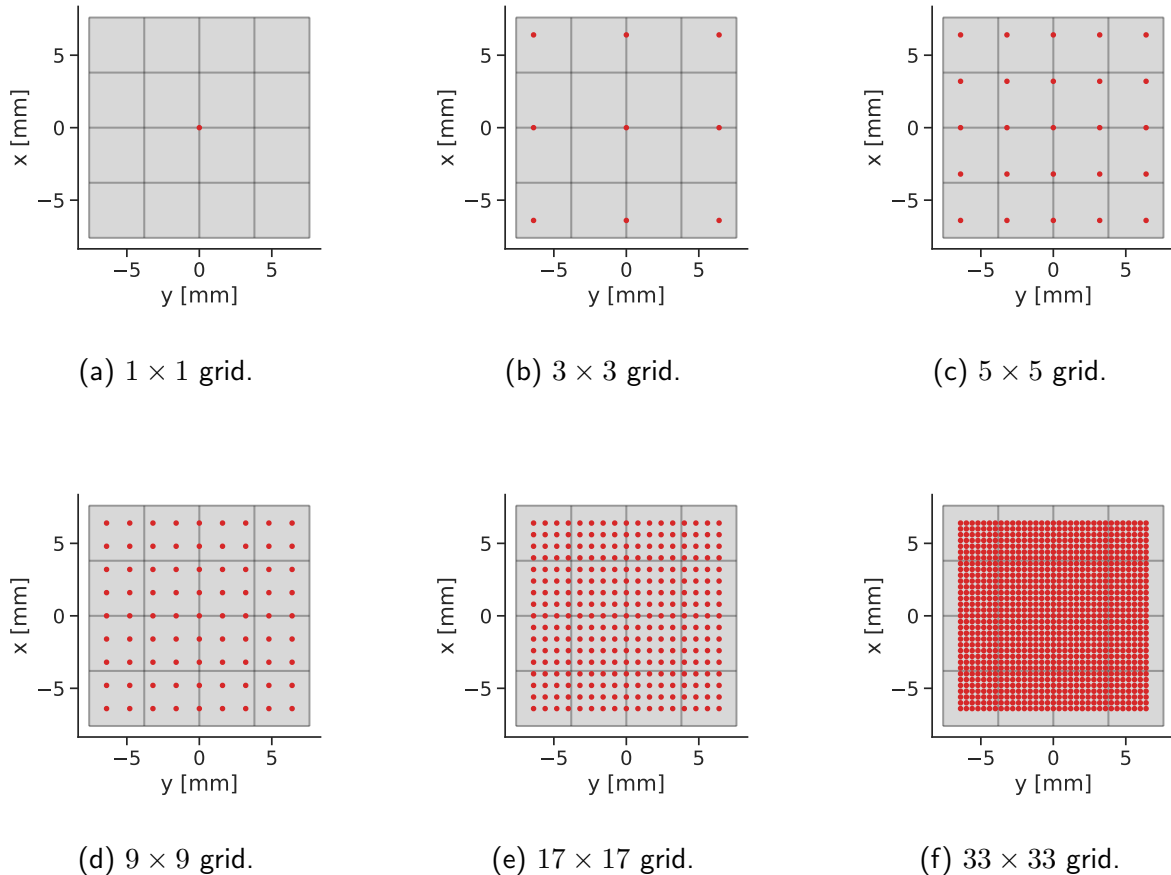 5
0
−5
x [mm]
−5 0 5
y [mm]
(a) 1 × 1 grid.
5
0
−5
x [mm]
−5 0 5
y [mm]
(b) 3 × 3 grid.
5
0
−5
x [mm]
−5 0 5
y [mm]
(c) 5 × 5 grid.
5
0
−5
x [mm]
−5 0 5
y [mm]
(d) 9 × 9 grid.
5
0
−5
x [mm]
−5 0 5
y [mm]
(e) 17 × 17 grid.
5
0
−5
x [mm]
−5 0 5
y [mm]
(f) 33 × 33 grid.